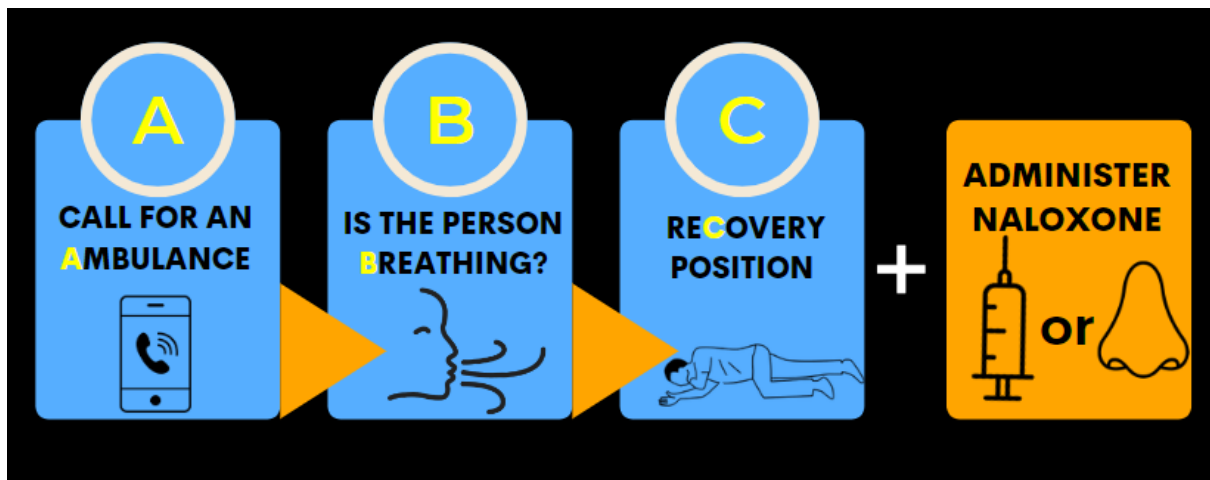 A
CALL FOR AN
AMBULANCE
B
IS THE PERSON
BREATHING?
C
RECOVERY
POSITION
+
ADMINISTER
NALOXONE
or